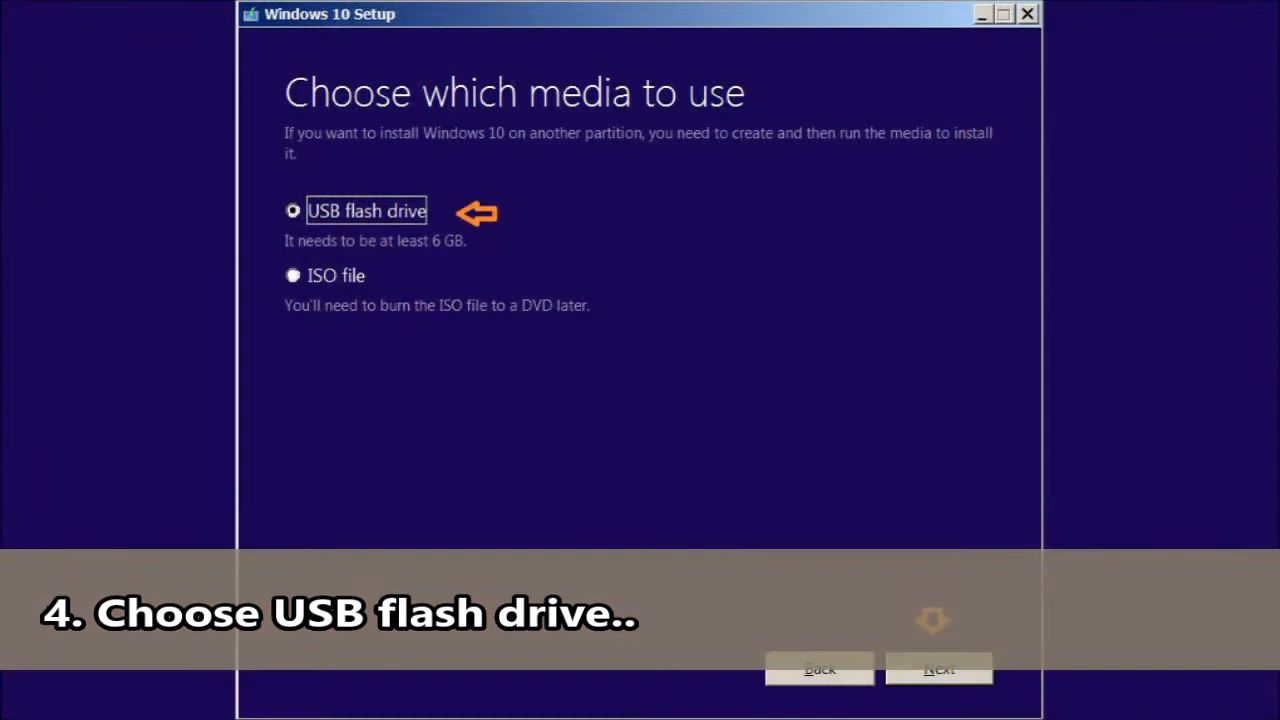 Windows 10 Setup
Choose which media to use
If you want to install Windows 10 on another partition, you need to create and then run the media to install
it.
USB flash drive
It needs to be at least 6 GB.
ISO file
You'll need to burn the ISO file to a DVD later.
4. Choose USB flash drive..
Back
Next